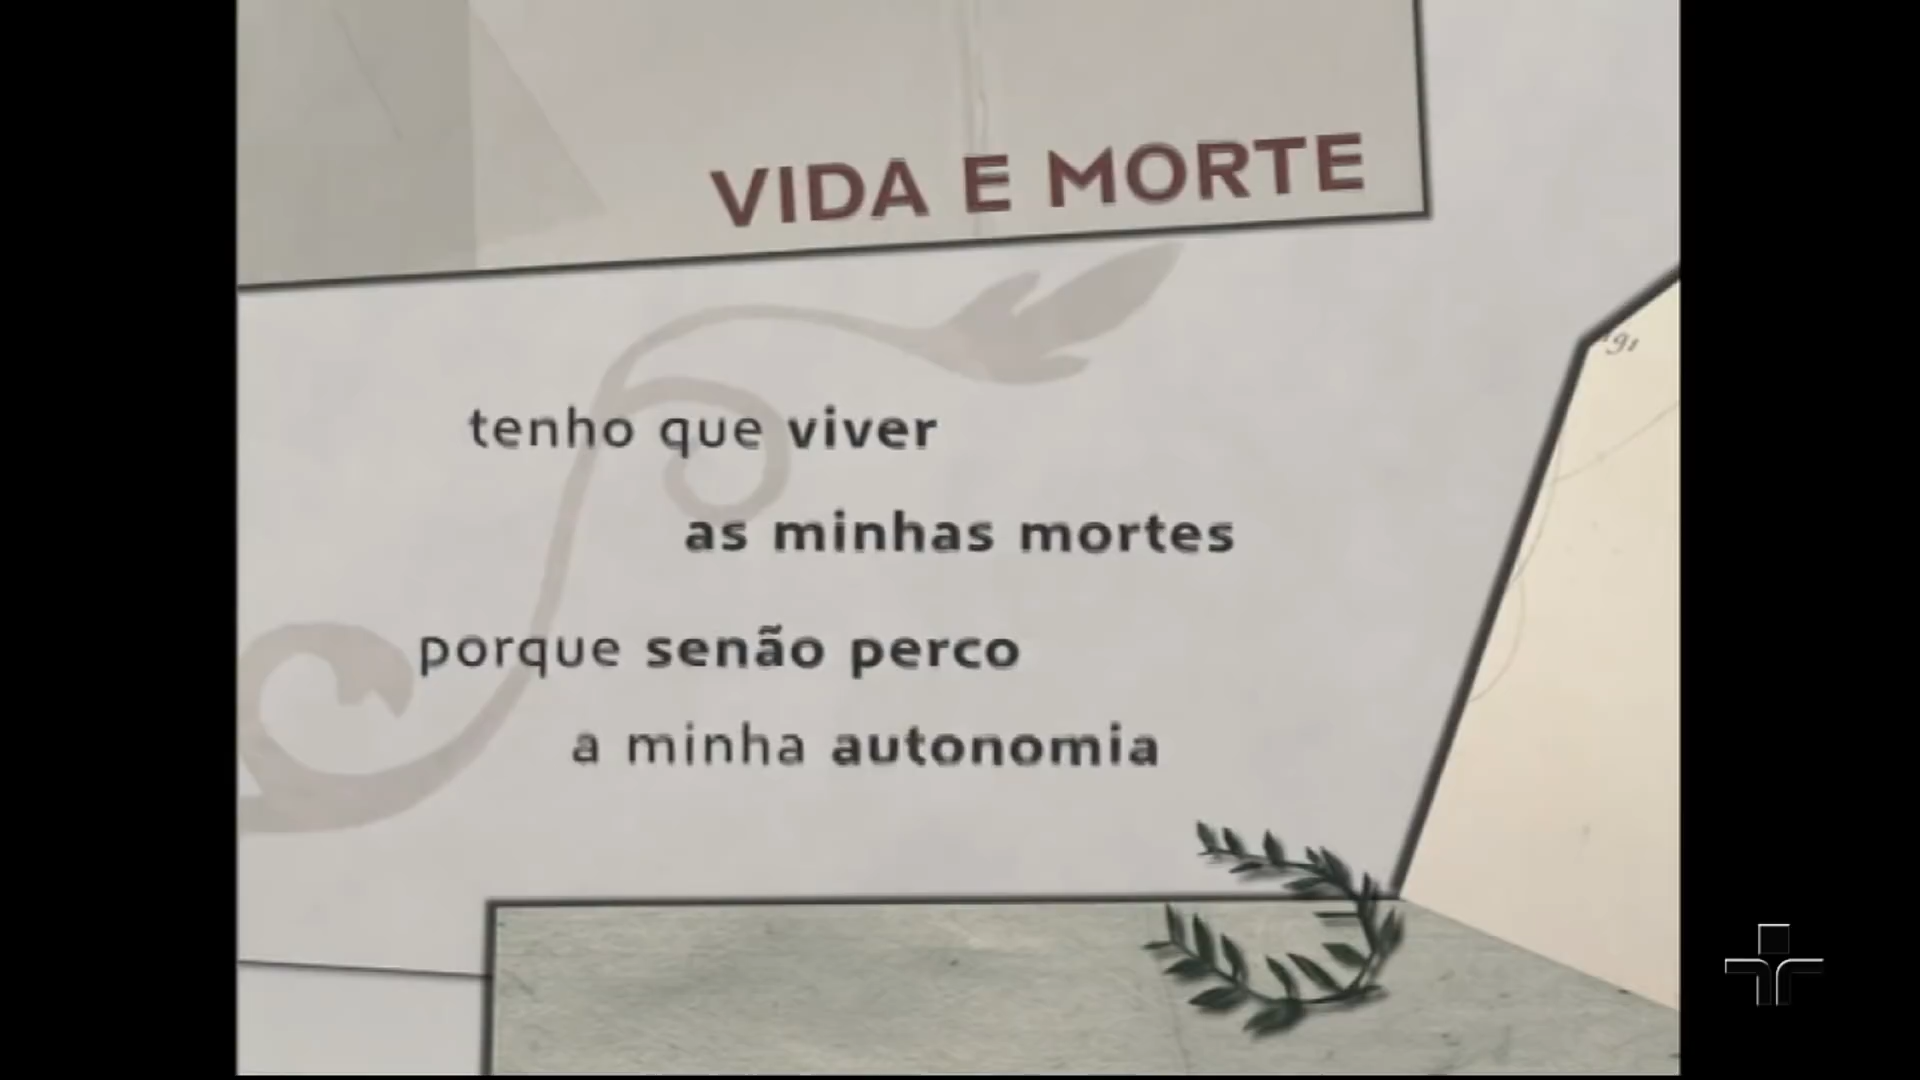 VIDA E MORTE
tenho que viver
as minhas mortes
porque senão perco
a minha autonomia